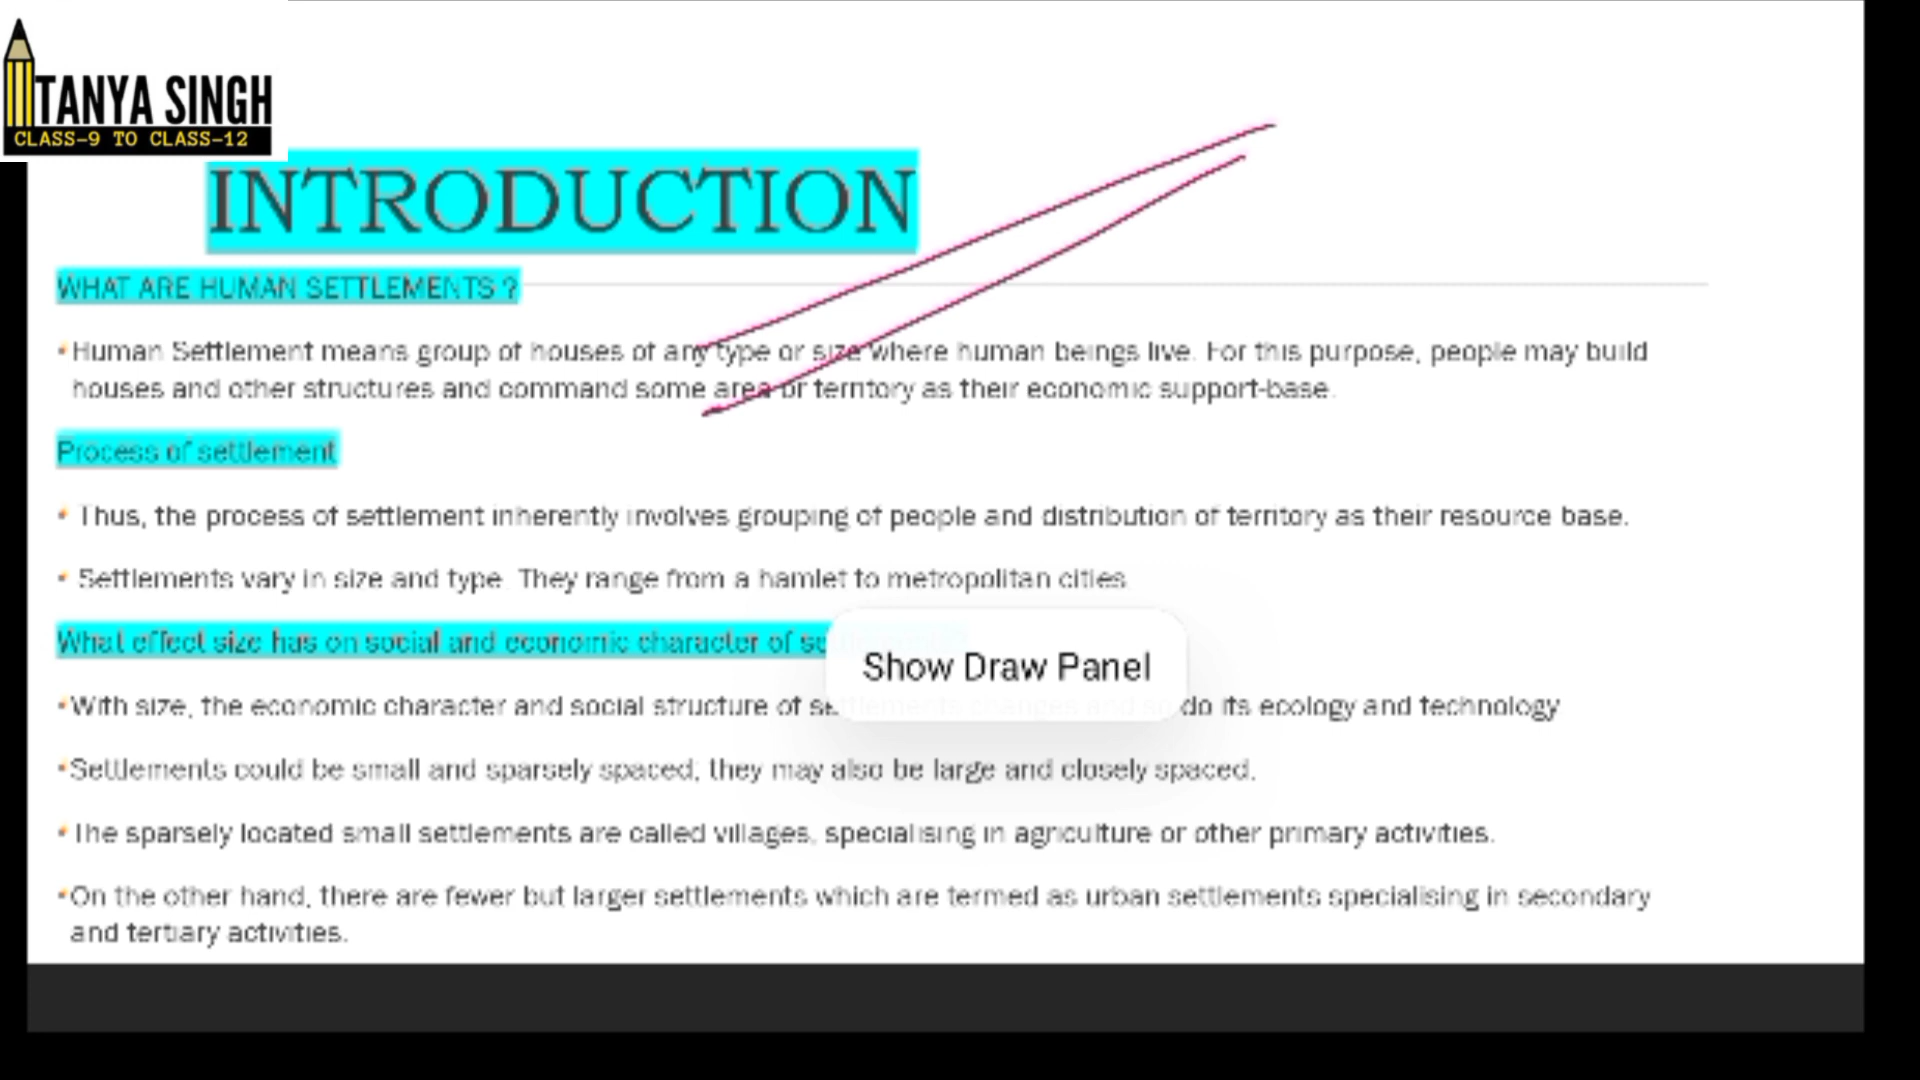 TANYA SINGH
CLASS-9 TO CLASS-12
INTRODUCTION
WHAT ARE HUMAN SETTLEMENTS ?
•Human Settlement means group of houses of any type or size where human beings live. For this purpose, people may build
houses and other structures and command some area or territory as their economic support-base.
Process of settlement
• Thus, the process of settlement inherently involves grouping of people and distribution of territory as their resource base.
• Settlements vary in size and type. They range from a hamlet to metropolitan cities.
What effect size has on social and economic character of
Show Draw Panel
•With size, the economic character and social structure of settlements changes and so do its ecology and technology
•Settlements could be small and sparsely spaced; they may also be large and closely spaced.
•The sparsely located small settlements are called villages, specialising in agriculture or other primary activities.
•On the other hand, there are fewer but larger settlements which are termed as urban settlements specialising in secondary
and tertiary activities.